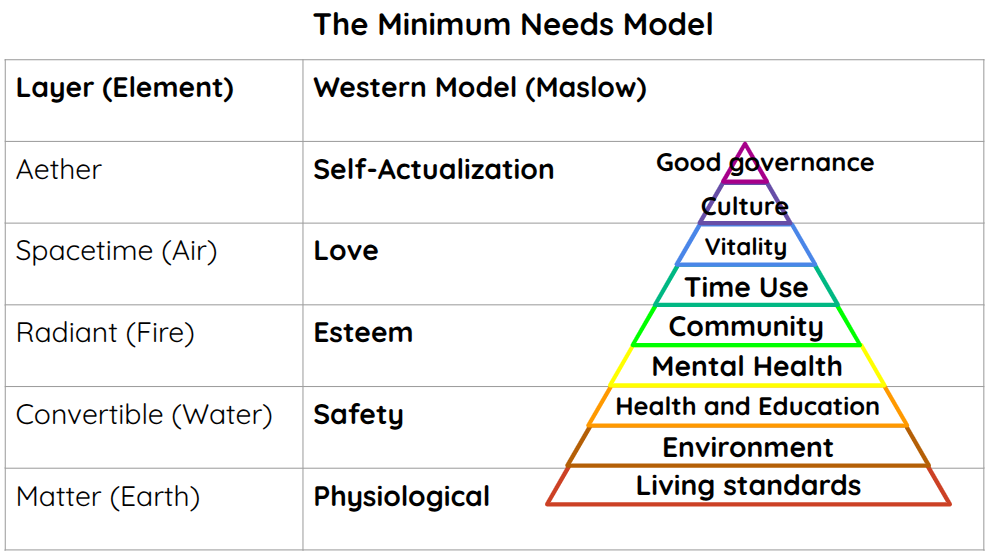 The Minimum Needs Model
Layer (Element)
Western Model (Maslow)
Aether
Self-Actualization
Good governance
Culture
Spacetime (Air)
Love
Vitality
Time Use
Radiant (Fire)
Esteem
Community
Mental Health
Convertible (Water)
Safety
Health and Education
Environment
Matter (Earth)
Physiological
Living standards